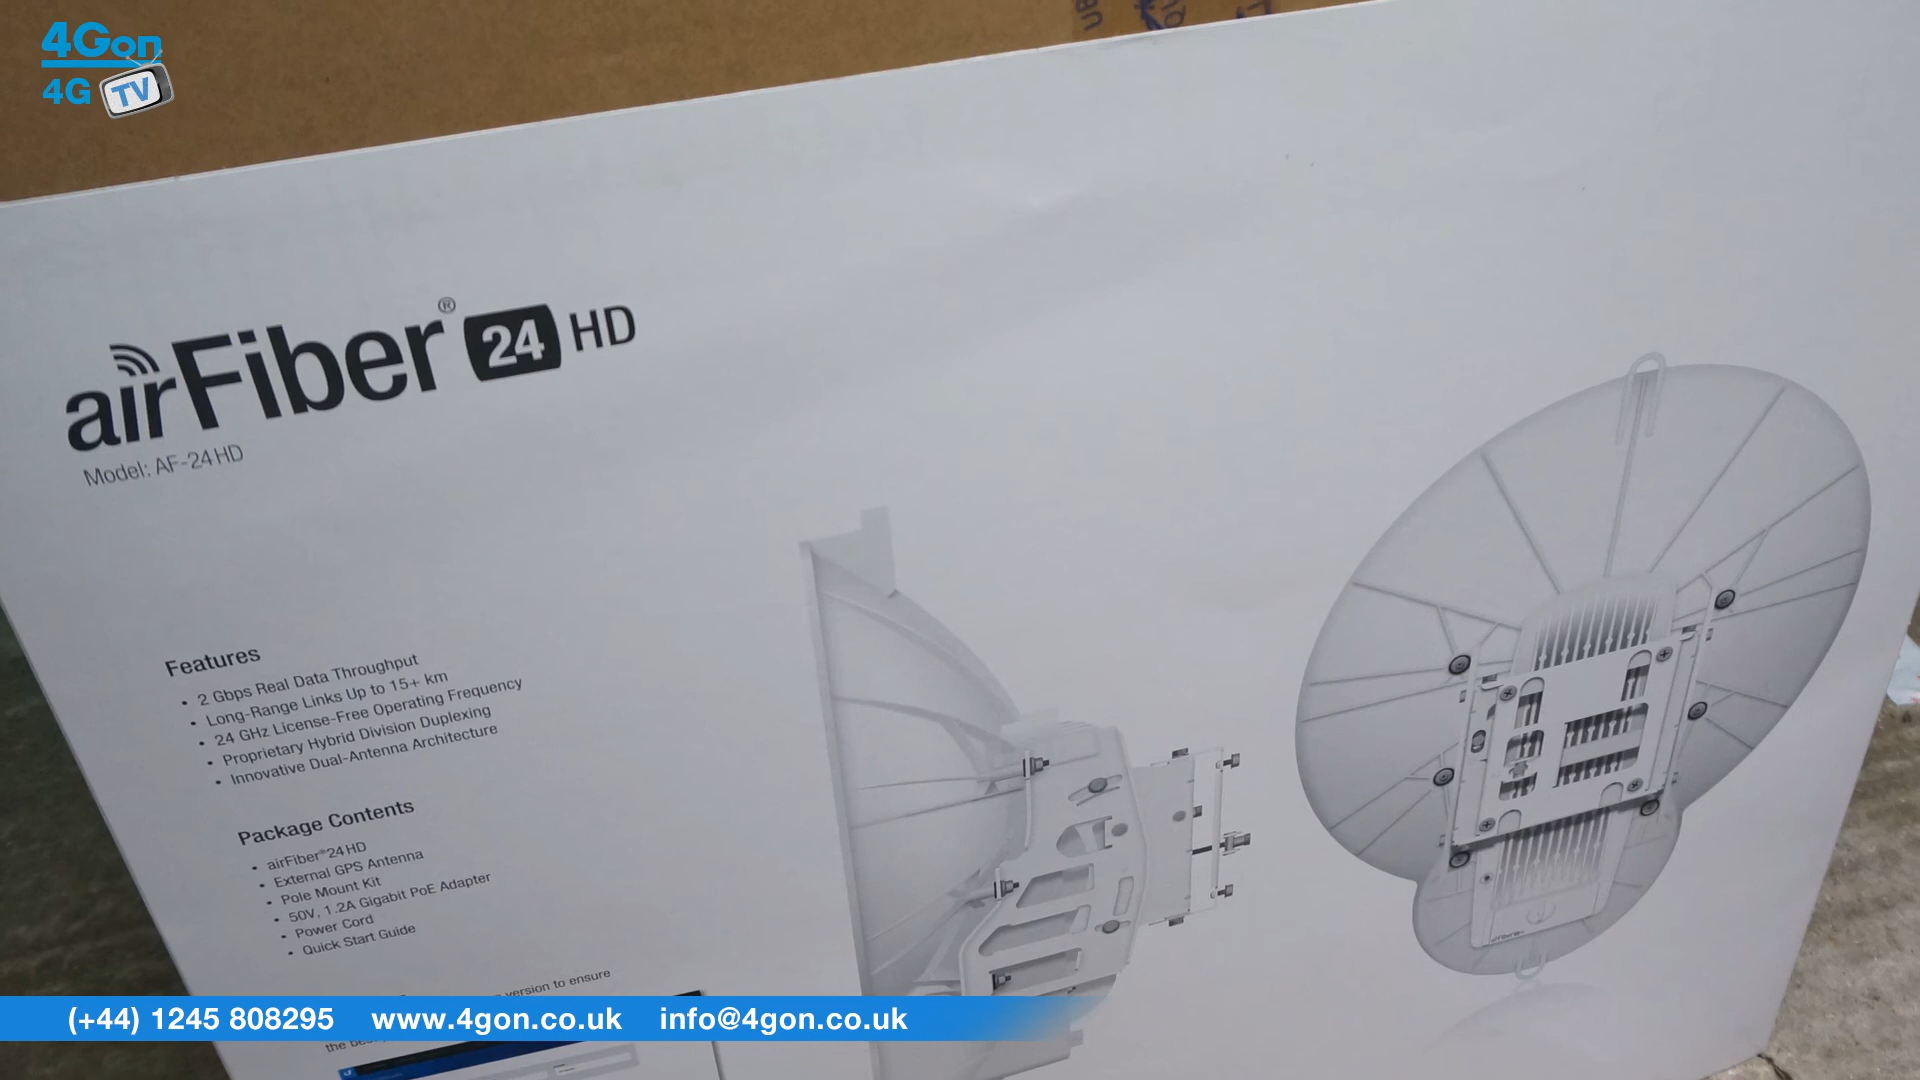 4Gon
4G TV
airFiber® 24 HD
Model: AF-24HD
Features
• 2 Gbps Real Data Throughput
• Long-Range Links Up to 15+ km
• 24 GHz License-Free Operating Frequency
• Proprietary Hybrid Division Duplexing
• Innovative Dual-Antenna Architecture
Package Contents
• airFiber®24HD
• External GPS Antenna
• Pole Mount Kit
• 50V, 1.2A Gigabit PoE Adapter
• Power Cord
• Quick Start Guide
version to ensure
(+44) 1245 808295 www.4gon.co.uk info@4gon.co.uk
the